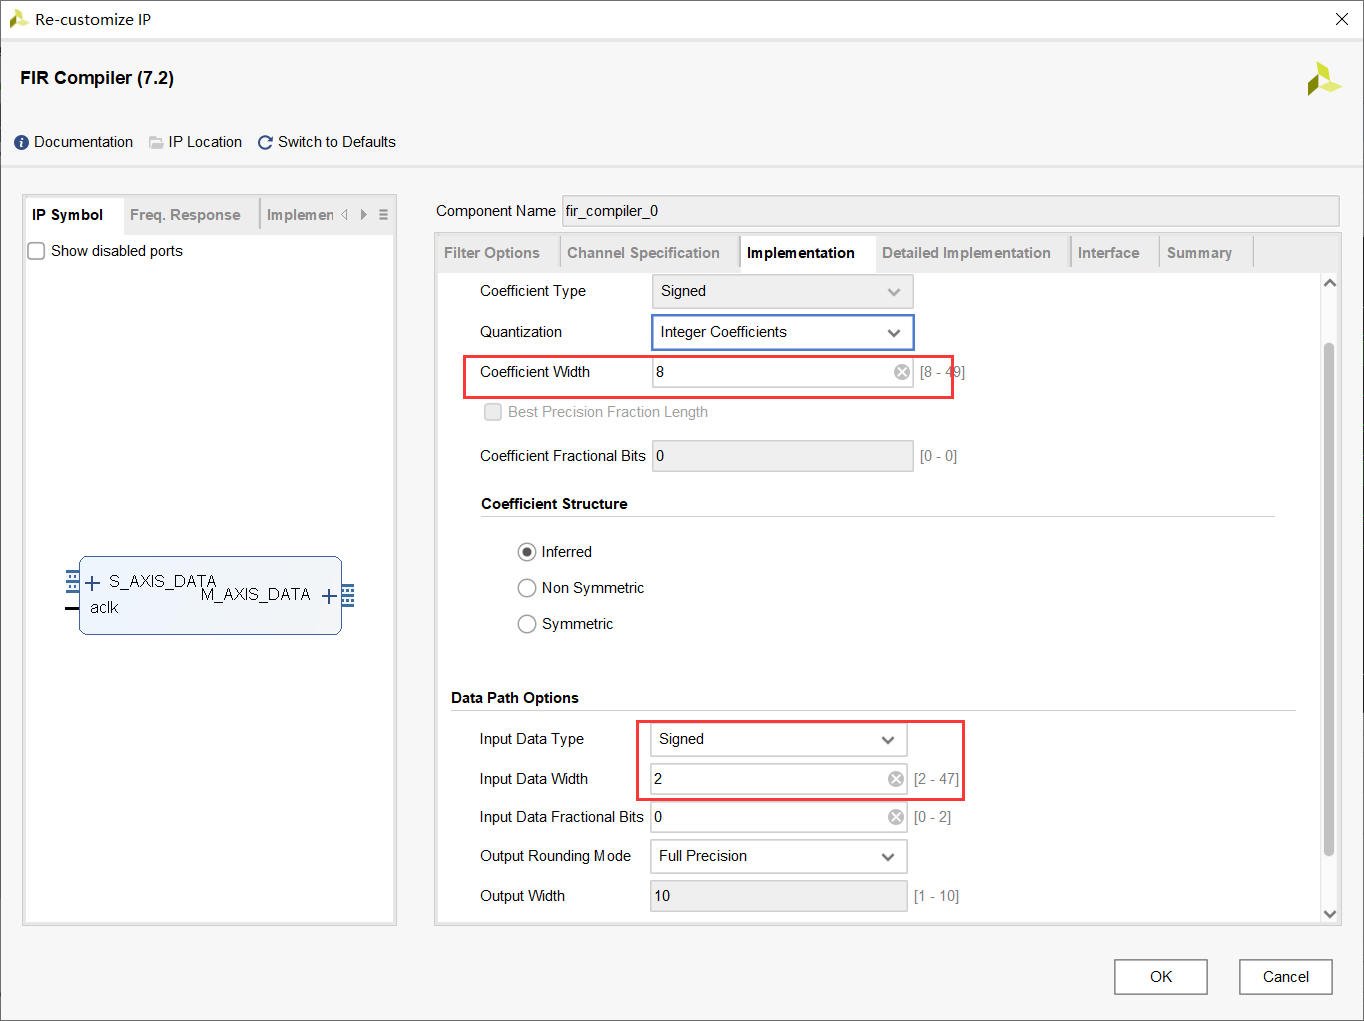 Re-customize IP
FIR Compiler (7.2)
Documentation IP Location Switch to Defaults
IP Symbol Freq. Response Implemen
Show disabled ports
S_AXIS_DATA
M_AXIS_DATA
aclk
Component Name fir_compiler_0
Filter Options Channel Specification Implementation Detailed Implementation Interface Summary
Coefficient Type Signed
Quantization Integer Coefficients
Coefficient Width 8 [8 - 49]
Best Precision Fraction Length
Coefficient Fractional Bits 0 [0 - 0]
Coefficient Structure
Inferred
Non Symmetric
Symmetric
Data Path Options
Input Data Type Signed
Input Data Width 2 [2 - 47]
Input Data Fractional Bits 0 [0 - 2]
Output Rounding Mode Full Precision
Output Width 10 [1 - 10]
OK Cancel